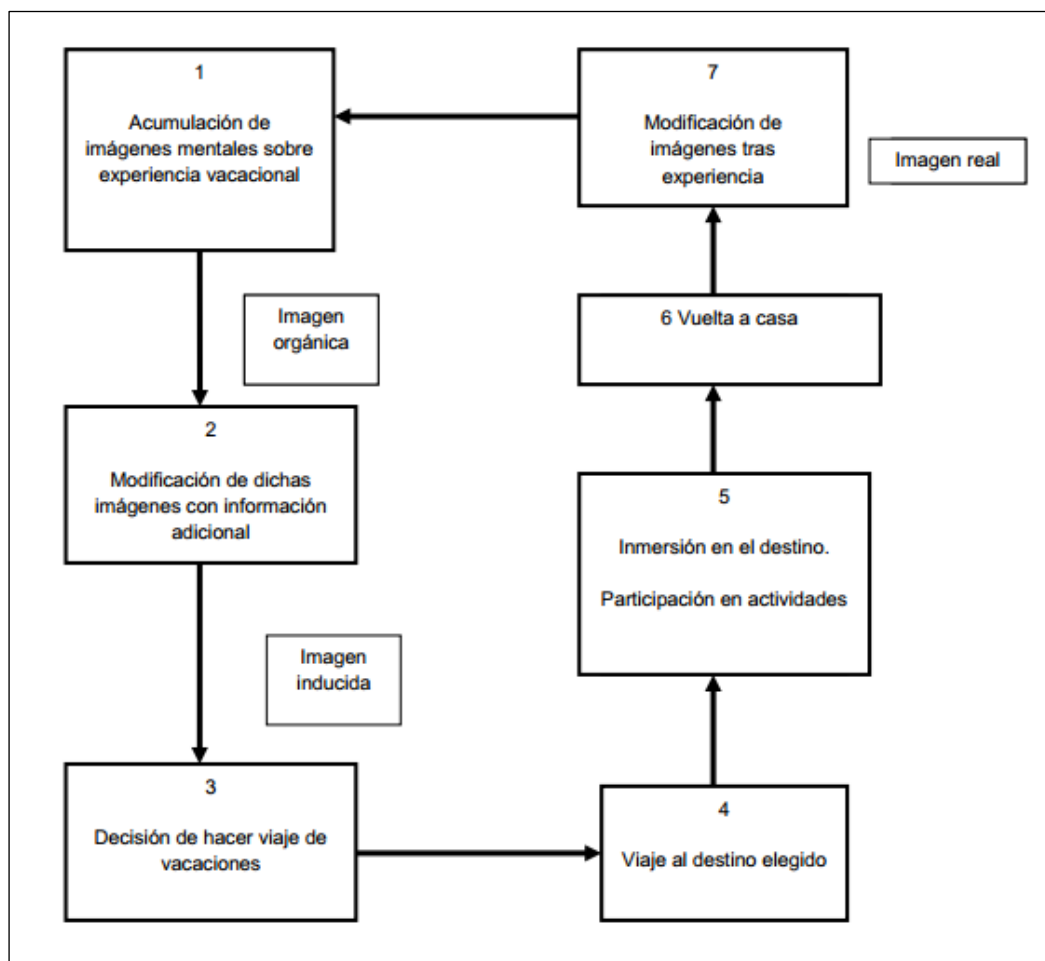 1
Acumulación de
imágenes mentales sobre
experiencia vacacional
Imagen
orgánica
2
Modificación de dichas
imágenes con información
adicional
Imagen
inducida
3
Decisión de hacer viaje de
vacaciones
4
Viaje al destino elegido
5
Inmersión en el destino.
Participación en actividades
6 Vuelta a casa
7
Modificación de
imágenes tras
experiencia
Imagen real